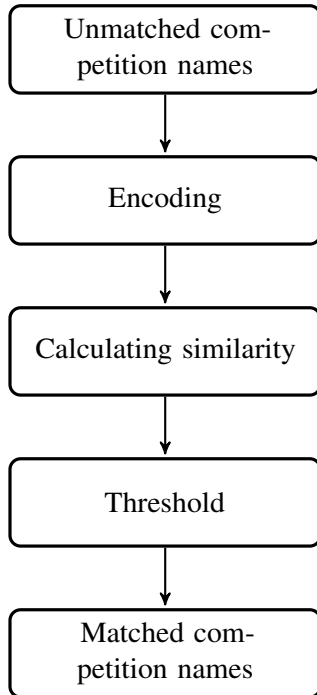 Unmatched com-
petition names
Encoding
Calculating similarity
Threshold
Matched com-
petition names